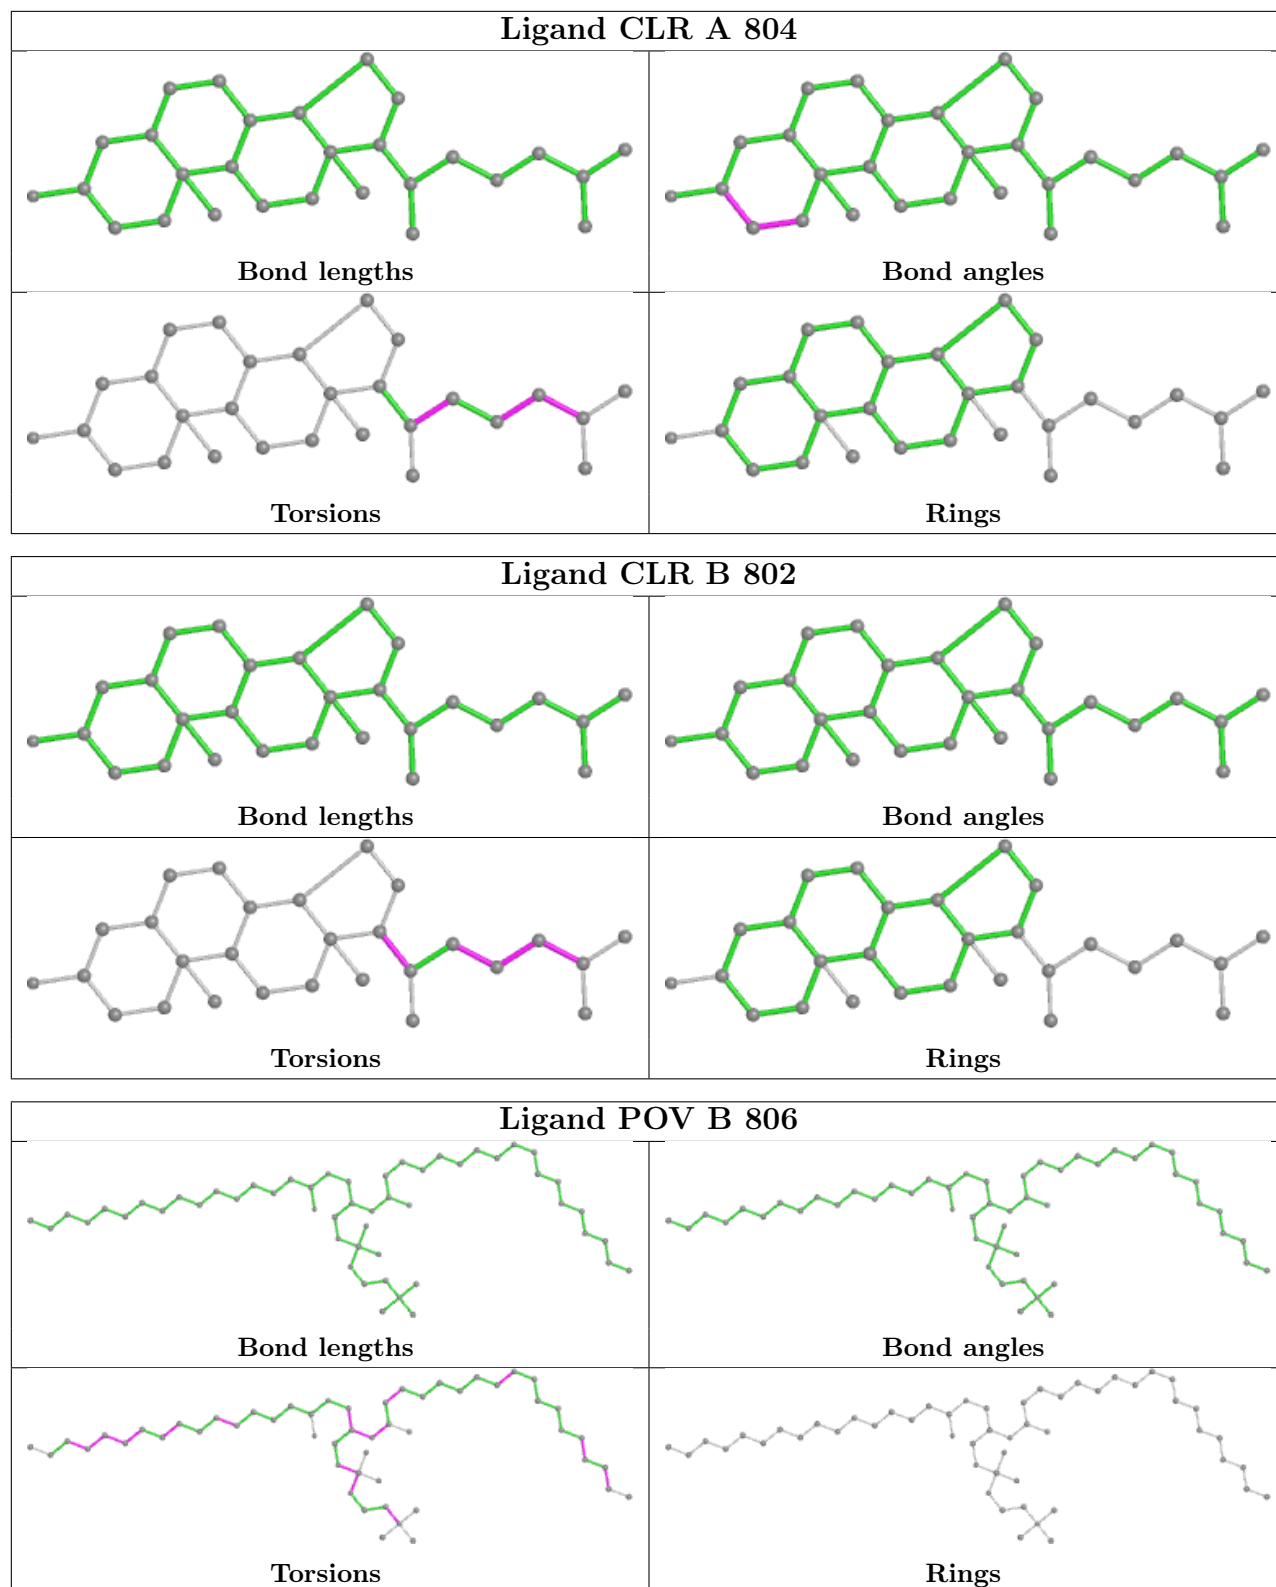 Ligand CLR A 804
Bond lengths
Bond angles
Torsions
Rings
Ligand CLR B 802
Bond lengths
Bond angles
Torsions
Rings
Ligand POV B 806
Bond lengths
Bond angles
Torsions
Rings